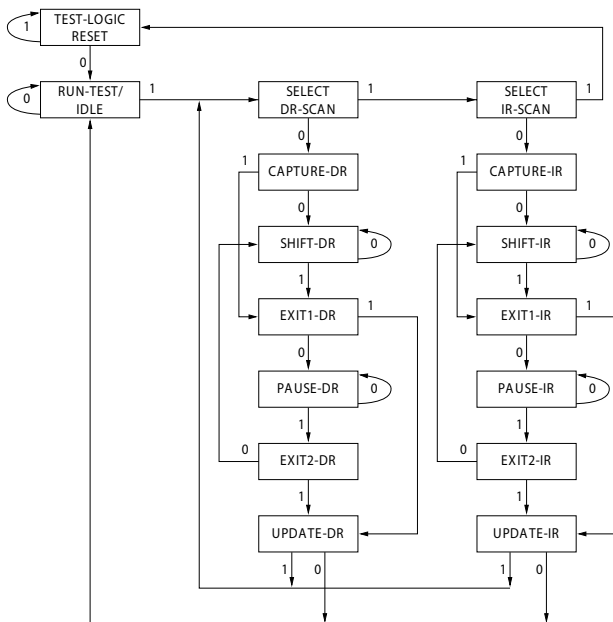 1
TEST-LOGIC
RESET
0
0
RUN-TEST/
IDLE
1
SELECT
DR-SCAN
1
SELECT
IR-SCAN
1
0
0
1
CAPTURE-DR
1
CAPTURE-IR
0
0
SHIFT-DR
0
SHIFT-IR
0
1
1
EXIT1-DR
1
EXIT1-IR
1
0
0
PAUSE-DR
0
PAUSE-IR
0
1
1
0
EXIT2-DR
0
EXIT2-IR
1
1
UPDATE-DR
UPDATE-IR
1
0
1
0